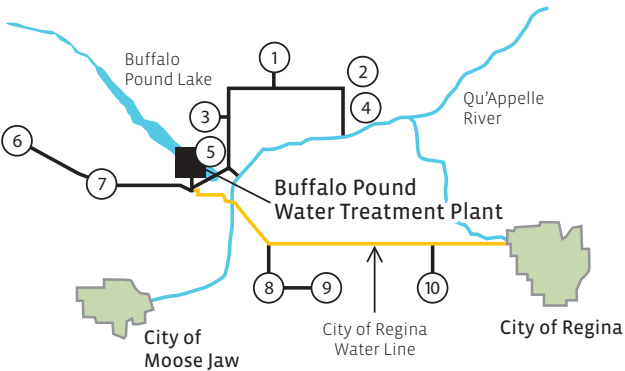 1
2
Buffalo
Pound Lake
3
4
Qu'Appelle
River
6
5
7
Buffalo Pound
Water Treatment Plant
8
9
10
City of Regina
Water Line
City of Regina
City of
Moose Jaw